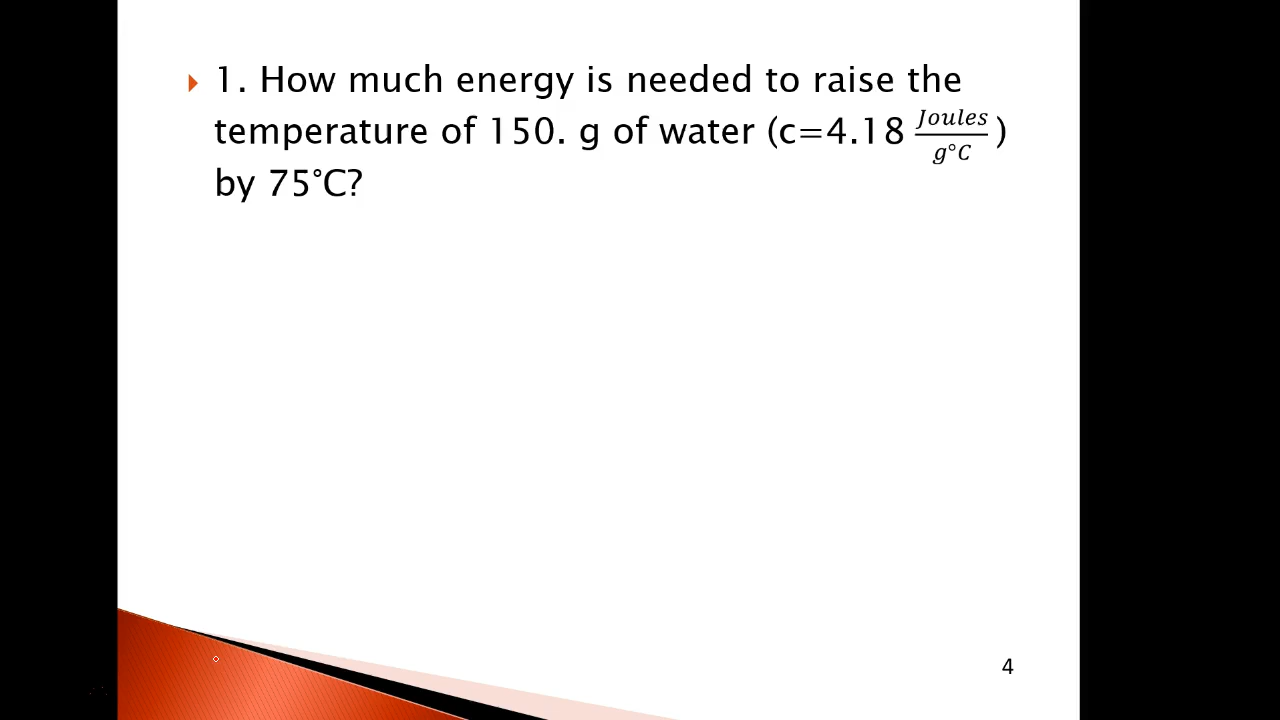 1. How much energy is needed to raise the
temperature of 150. g of water (c=4.18 Joules/g°C )
by 75°C?
4